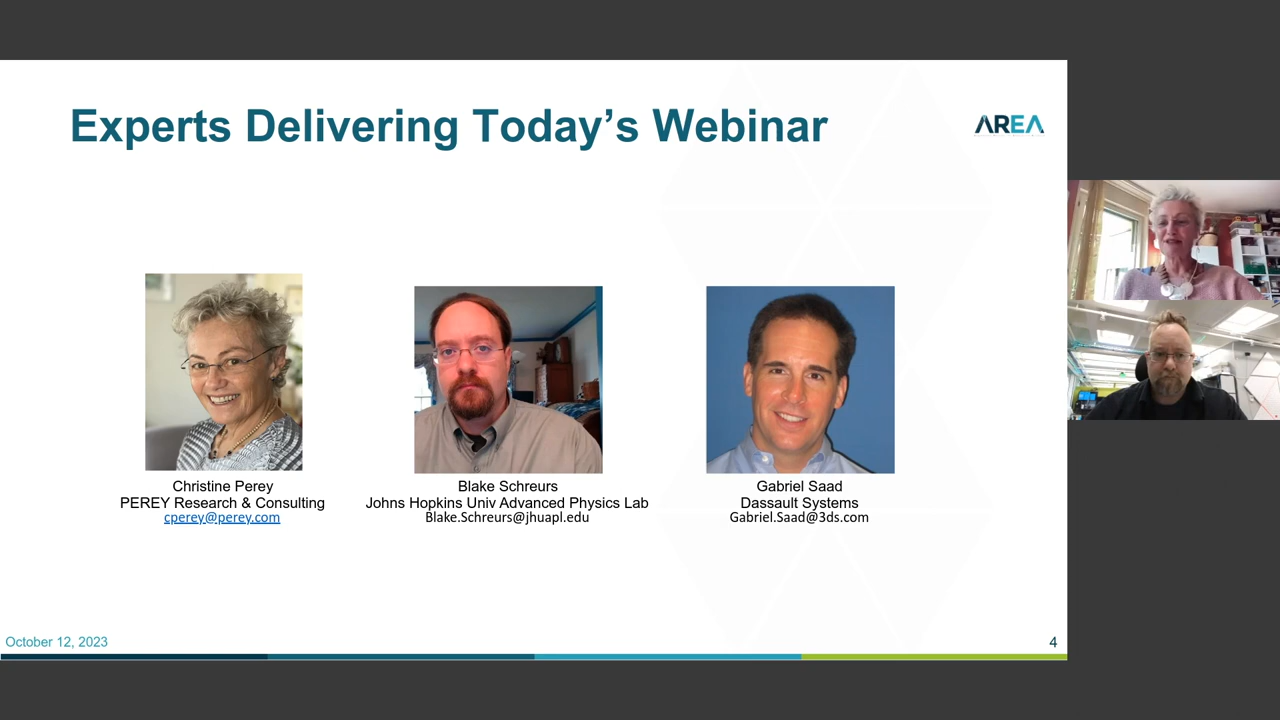 Experts Delivering Today's Webinar
AREA
Christine Perey
PEREY Research & Consulting
cperey@perey.com
Blake Schreurs
Johns Hopkins Univ Advanced Physics Lab
Blake.Schreurs@jhuapl.edu
Gabriel Saad
Dassault Systems
Gabriel.Saad@3ds.com
October 12, 2023
4